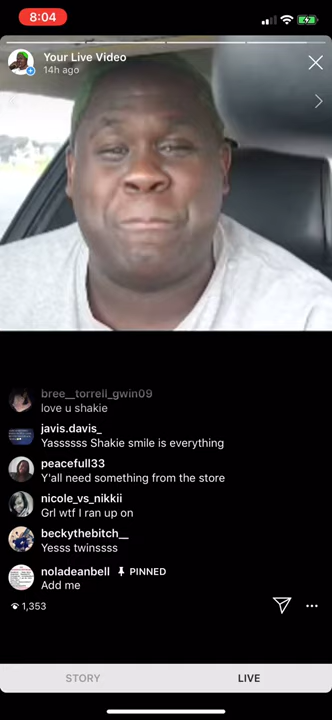 8:04
Your Live Video
14h ago
bree__torrell_gwin09
love u shakie
javis.davis_
Yasssssss Shakie smile is everything
peacefull33
Y'all need something from the store
nicole_vs_nikkii
Grl wtf I ran up on
beckythebitch__
Yesss twinssss
noladeanbell PINNED
Add me
1,353
STORY LIVE